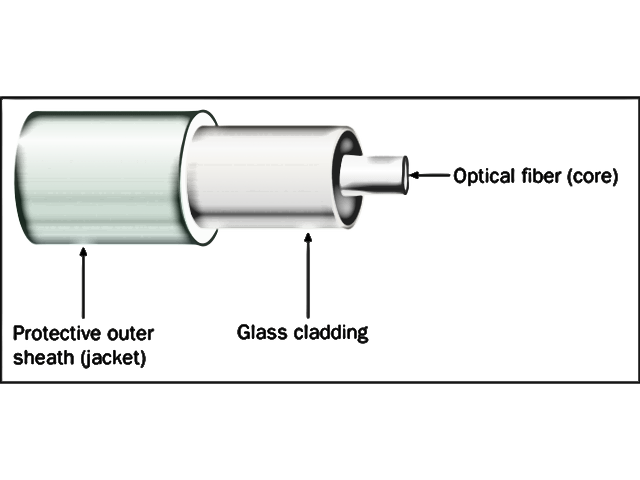 Optical fiber (core)
Protective outer
sheath (jacket)
Glass cladding